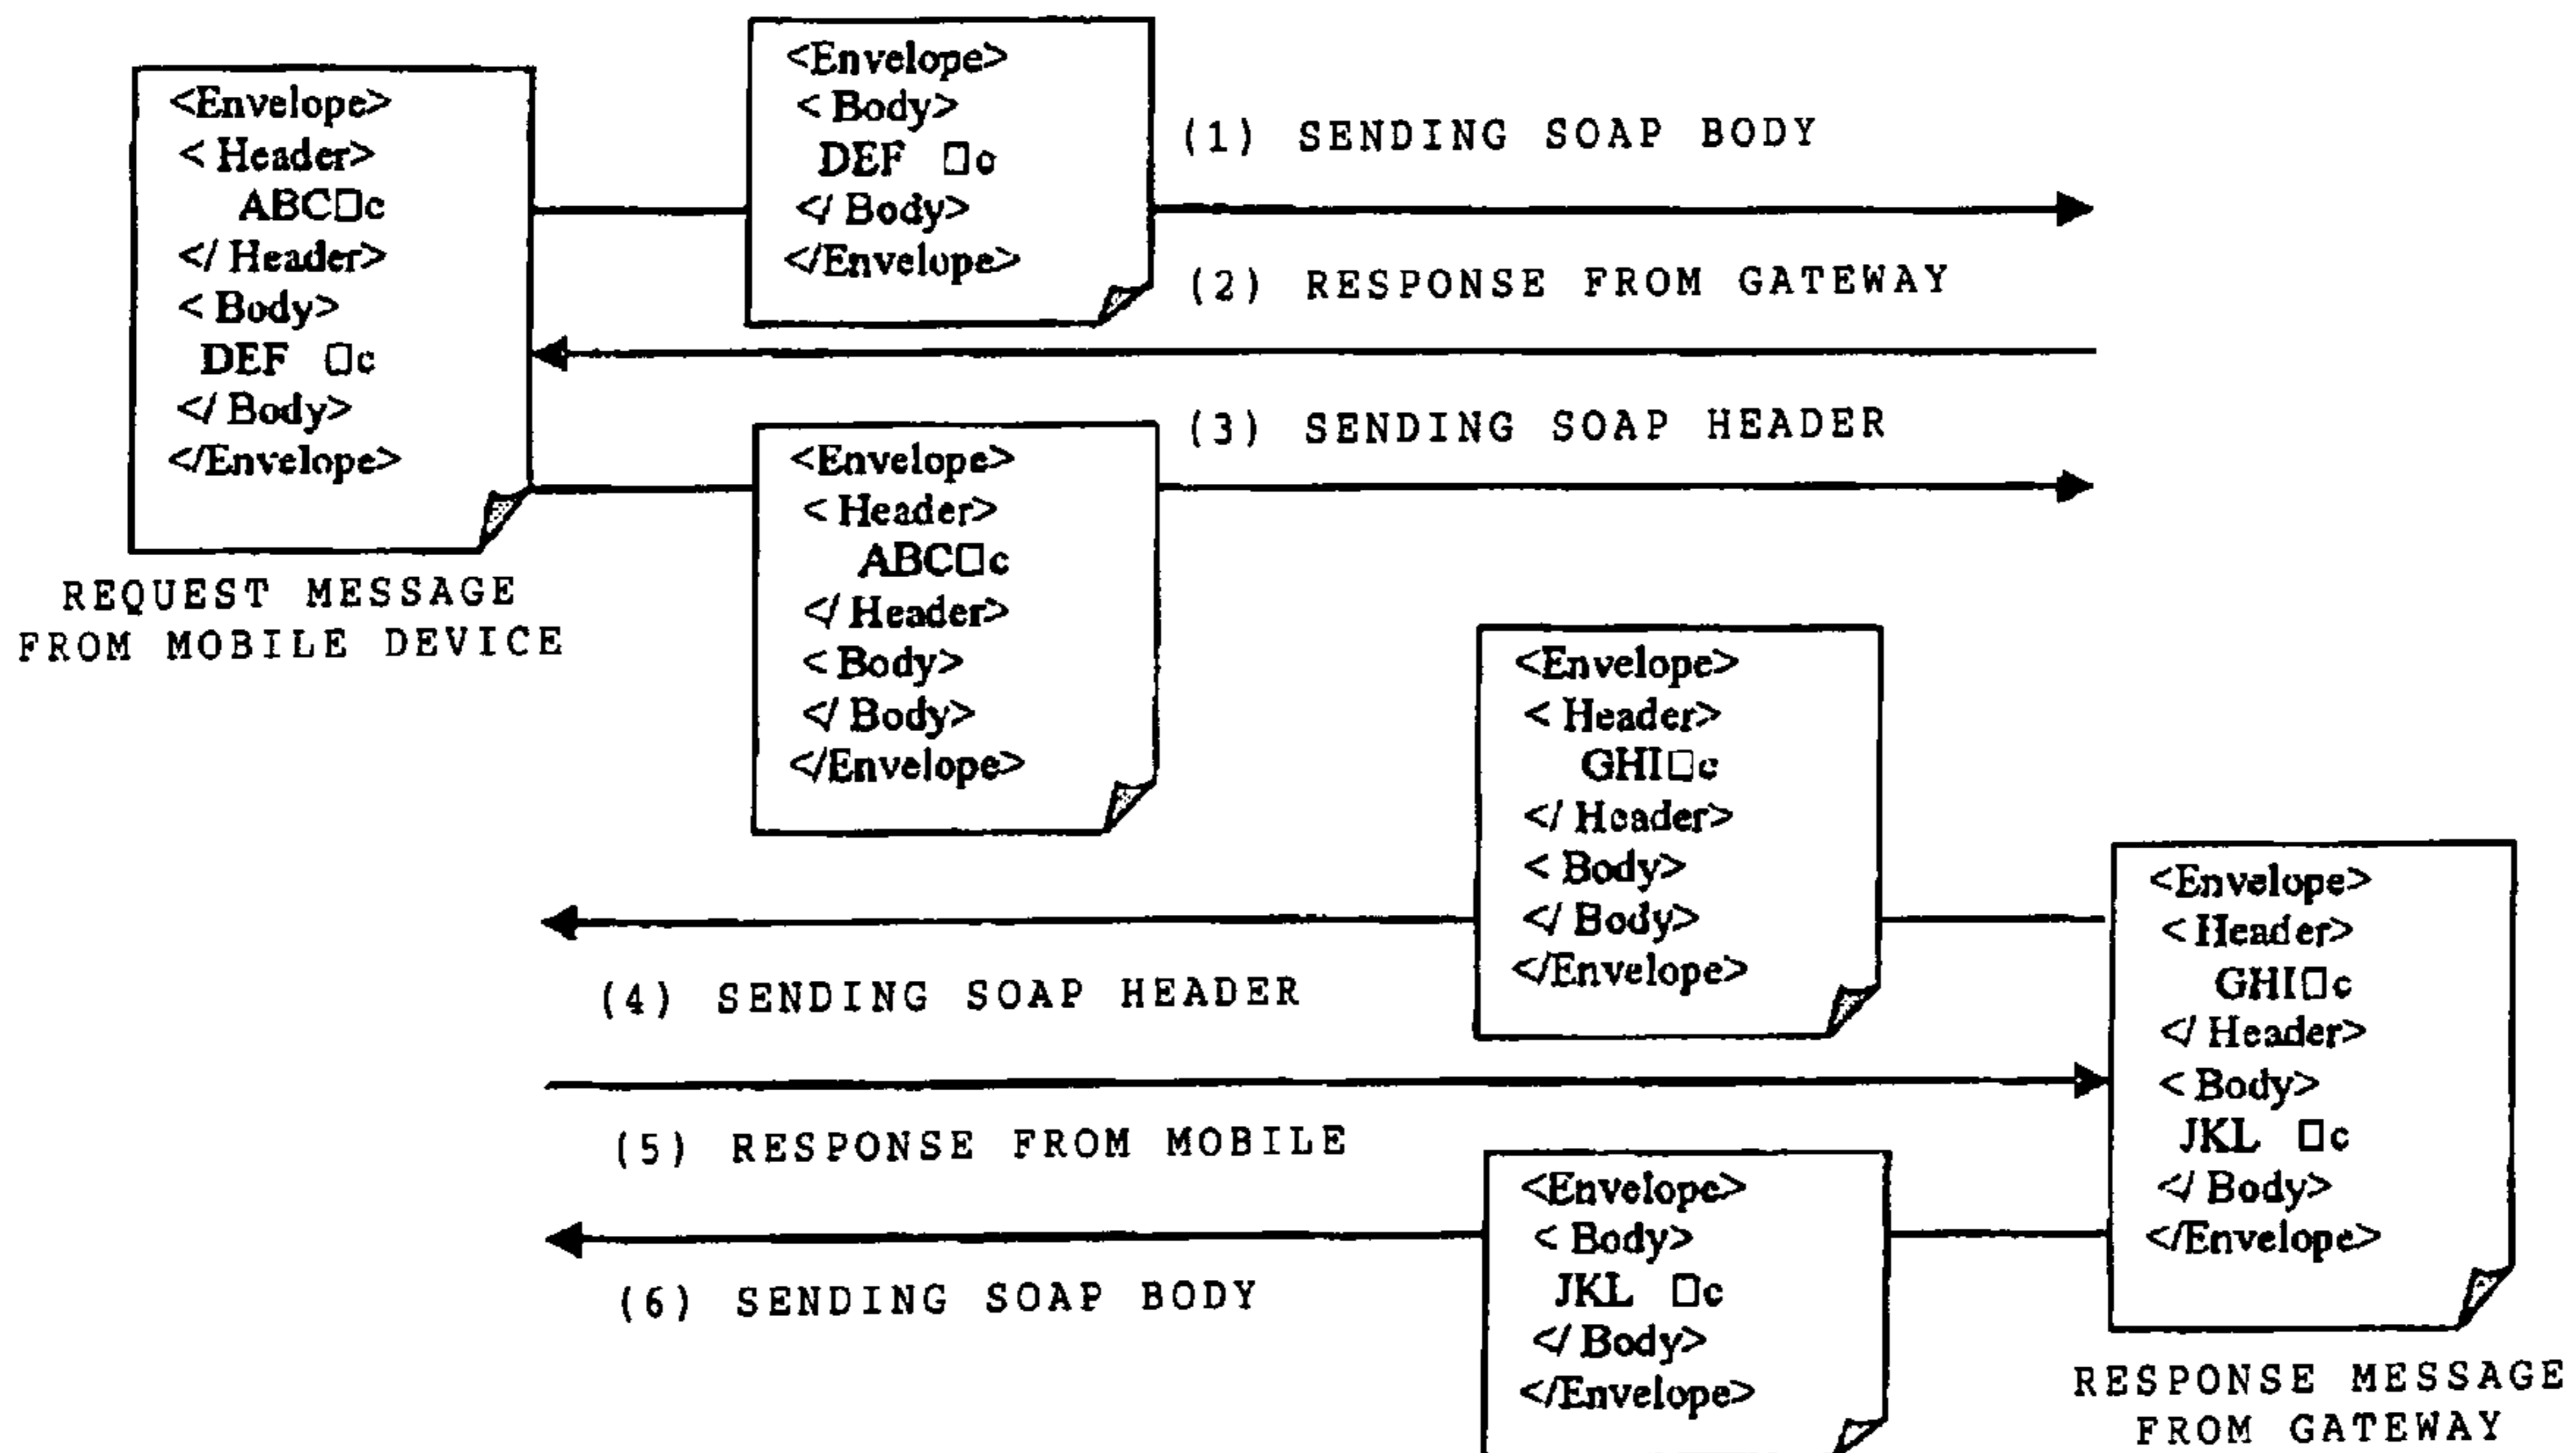 <Envelope>
< Header>
ABC□c
</ Header>
< Body>
DEF □c
</ Body>
</Envelope>
REQUEST MESSAGE
FROM MOBILE DEVICE
<Envelope>
< Body>
DEF □c
</ Body>
</Envelope>
(1) SENDING SOAP BODY
(2) RESPONSE FROM GATEWAY
(3) SENDING SOAP HEADER
<Envelope>
< Header>
ABC□c
</ Header>
< Body>
</ Body>
</Envelope>
<Envelope>
< Header>
GHI□c
</ Header>
< Body>
</ Body>
</Envelope>
(4) SENDING SOAP HEADER
(5) RESPONSE FROM MOBILE
(6) SENDING SOAP BODY
<Envelope>
< Body>
JKL □c
</ Body>
</Envelope>
<Envelope>
< Header>
GHI□c
</ Header>
< Body>
JKL □c
</ Body>
</Envelope>
RESPONSE MESSAGE
FROM GATEWAY